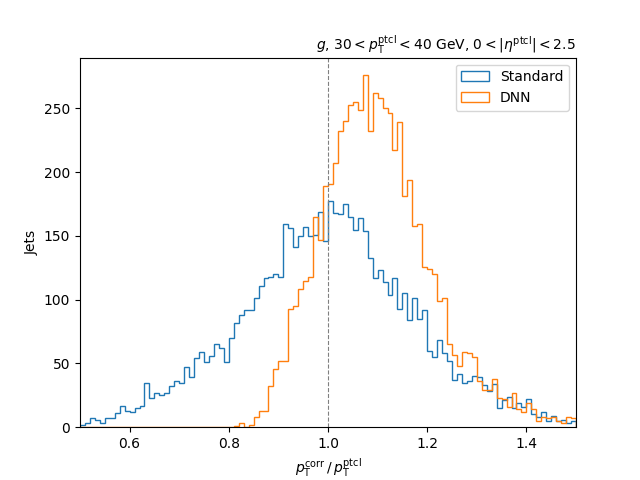 g, 30 < p_T^ptcl < 40 GeV, 0 < |η^ptcl| < 2.5
Standard
DNN
Jets
250
200
150
100
50
0
0.6 0.8 1.0 1.2 1.4
p_T^corr / p_T^ptcl